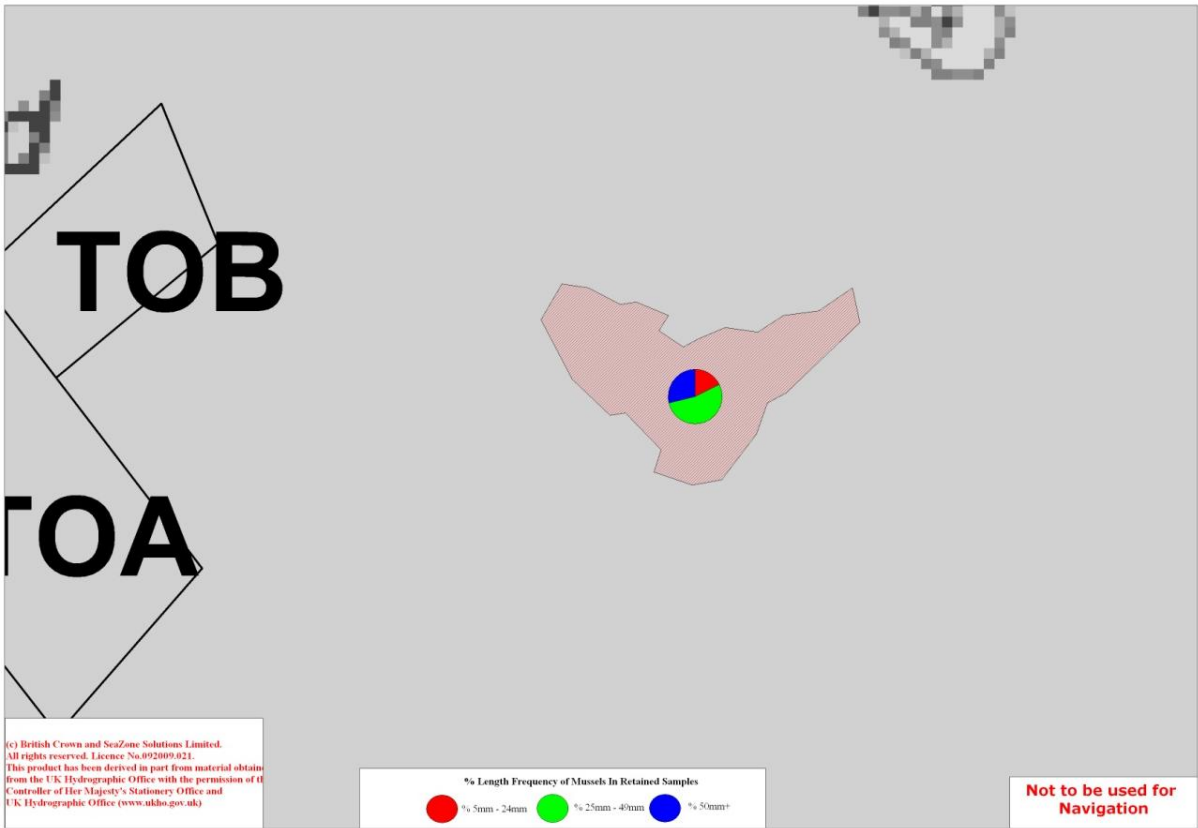 TOB
TOA
(c) British Crown and SeaZone Solutions Limited.
All rights reserved. Licence No.092009.021.
This product has been derived in part from material
from the UK Hydrographic Office with the permission of
Controller of Her Majesty's Stationery Office and
UK Hydrographic Office (www.ukho.gov.uk)
% Length Frequency of Mussels In Retained Samples
% 5mm - 24mm % 25mm - 49mm % 50mm+
Not to be used for
Navigation